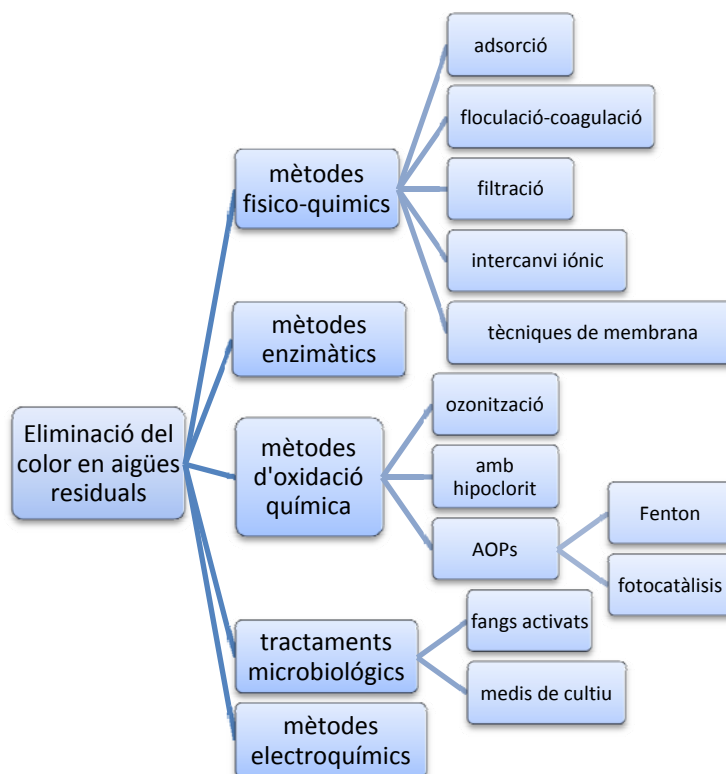 Eliminació del
color en aigües
residuals
mètodes
fisico-quimics
adsorció
floculació-coagulació
filtració
intercanvi iónic
tècniques de membrana
mètodes
enzimàtics
mètodes
d'oxidació
química
ozonització
amb
hipoclorit
AOPs
Fenton
fotocatàlisis
tractaments
microbiológics
fangs activats
medis de cultiu
mètodes
electroquímics